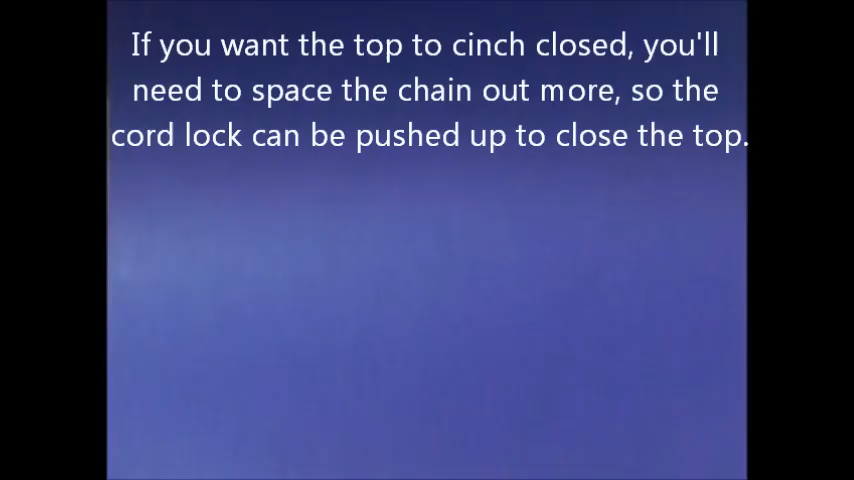 If you want the top to cinch closed, you'll
need to space the chain out more, so the
cord lock can be pushed up to close the top.